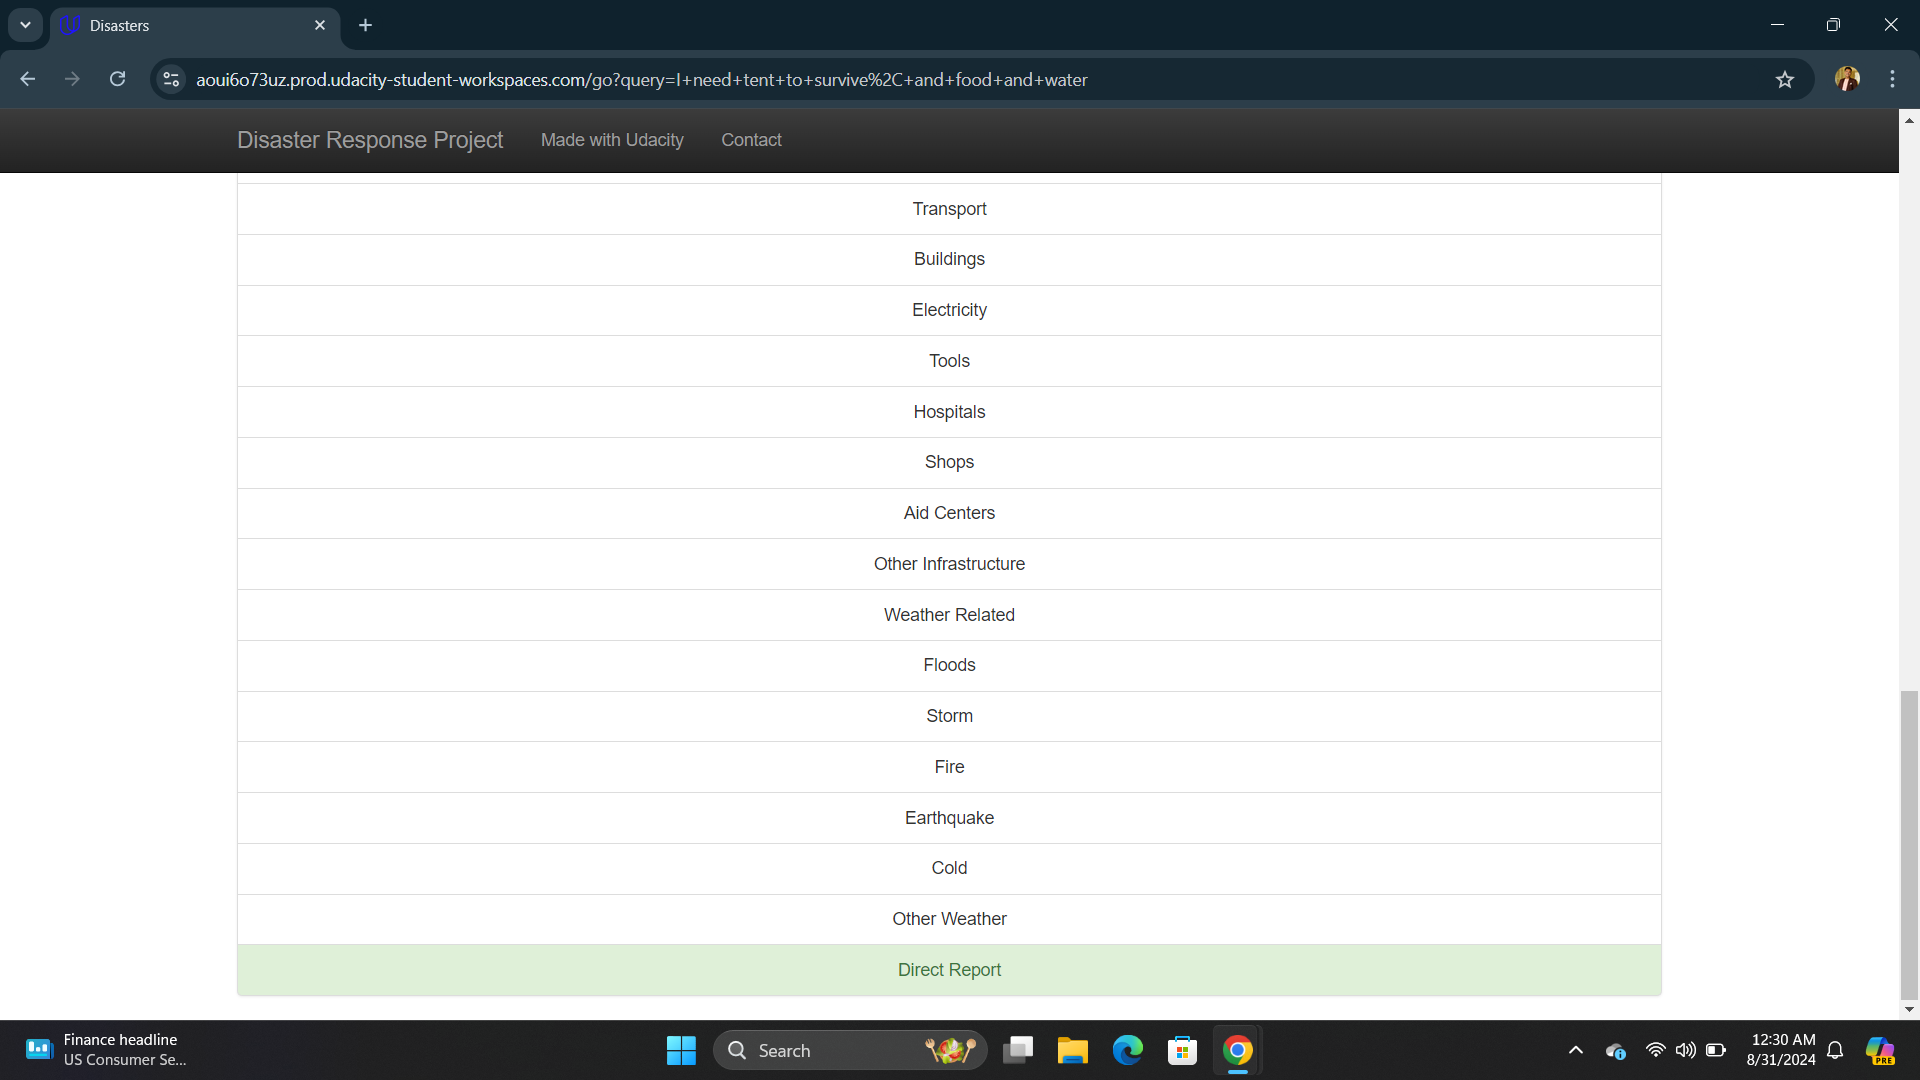 Disasters
aoui6o73uz.prod.udacity-student-workspaces.com/go?query=I+need+tent+to+survive%2C+and+food+and+water
Disaster Response Project Made with Udacity Contact
Transport
Buildings
Electricity
Tools
Hospitals
Shops
Aid Centers
Other Infrastructure
Weather Related
Floods
Storm
Fire
Earthquake
Cold
Other Weather
Direct Report
Finance headline
US Consumer Se...
Search
PRE
12:30 AM
8/31/2024